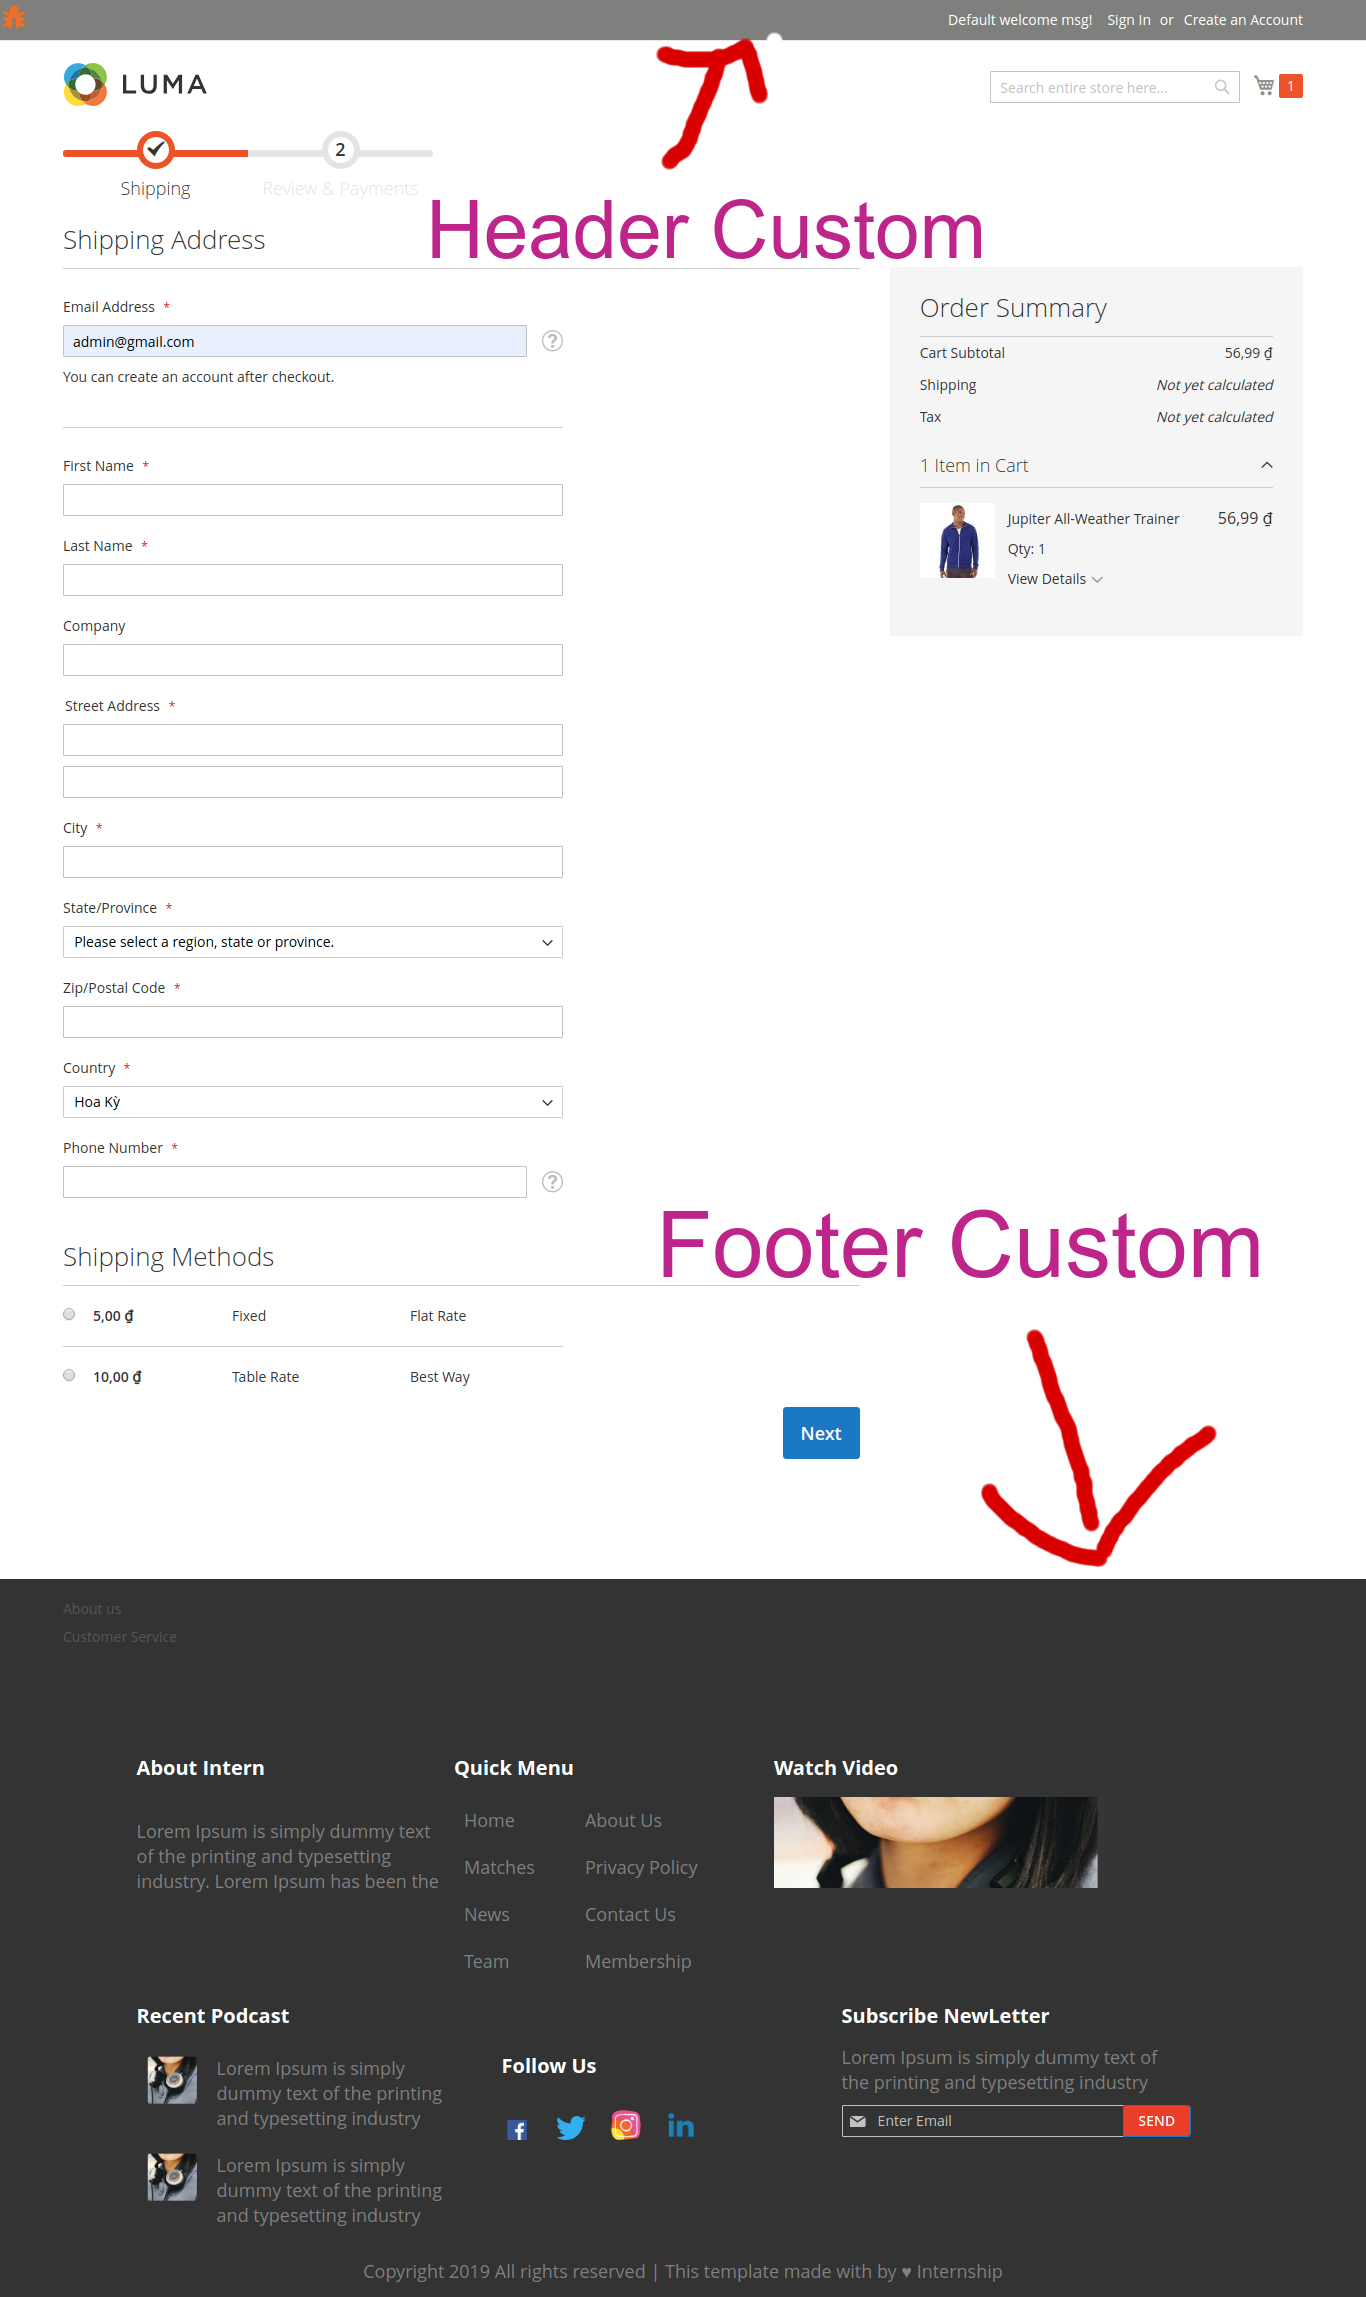 Default welcome msg! Sign In or Create an Account
LUMA
Search entire store here...
1
2
Shipping
Review & Payments
Header Custom
Shipping Address
Email Address *
admin@gmail.com
You can create an account after checkout.
First Name *
Last Name *
Company
Street Address *
City *
State/Province *
Please select a region, state or province.
Zip/Postal Code *
Country *
Hoa Kỳ
Phone Number *
Order Summary
Cart Subtotal 56,99 ₫
Shipping Not yet calculated
Tax Not yet calculated
1 Item in Cart
Jupiter All-Weather Trainer 56,99 ₫
Qty: 1
View Details
Footer Custom
Shipping Methods
5,00 ₫ Fixed Flat Rate
10,00 ₫ Table Rate Best Way
Next
About us
Customer Service
About Intern
Lorem Ipsum is simply dummy text
of the printing and typesetting
industry. Lorem Ipsum has been the
Quick Menu
Home About Us
Matches Privacy Policy
News Contact Us
Team Membership
Watch Video
Recent Podcast
Lorem Ipsum is simply
dummy text of the printing
and typesetting industry
Lorem Ipsum is simply
dummy text of the printing
and typesetting industry
Follow Us
Subscribe NewLetter
Lorem Ipsum is simply dummy text of
the printing and typesetting industry
Enter Email SEND
Copyright 2019 All rights reserved | This template made with by ♥ Internship